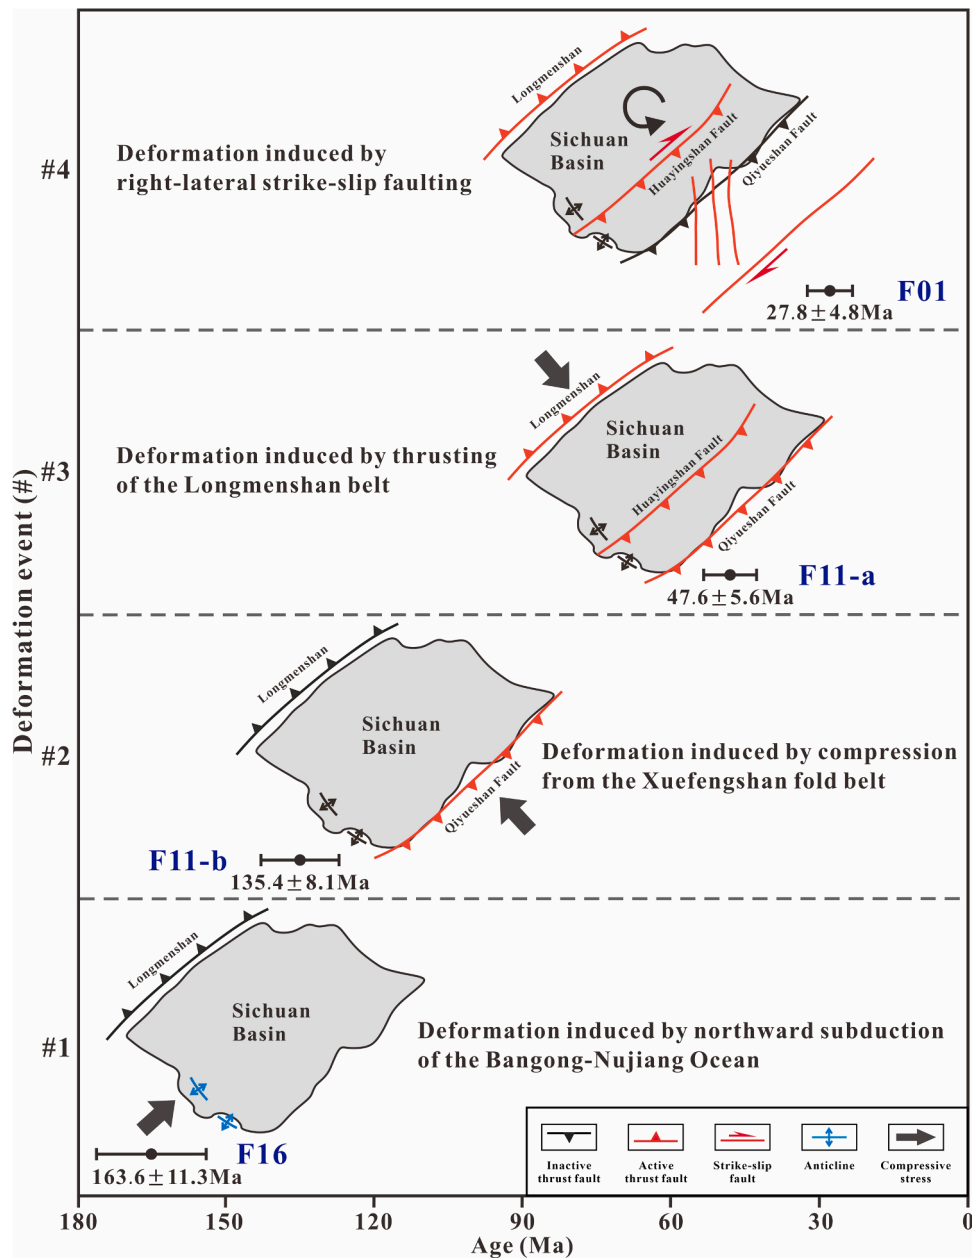 Deformation event (#)
#4
Deformation induced by
right-lateral strike-slip faulting
Longmenshan
Sichuan
Basin
Huayingshan Fault
Qiyueshan Fault
F01
27.8±4.8Ma
#3
Deformation induced by thrusting
of the Longmenshan belt
Longmenshan
Sichuan
Basin
Huayingshan Fault
Qiyueshan Fault
F11-a
47.6±5.6Ma
#2
Longmenshan
Sichuan
Basin
Qiyueshan Fault
Deformation induced by compression
from the Xuefengshan fold belt
F11-b
135.4±8.1Ma
#1
Longmenshan
Sichuan
Basin
Deformation induced by northward subduction
of the Bangong-Nujiang Ocean
F16
163.6±11.3Ma
Inactive
thrust fault
Active
thrust fault
Strike-slip
fault
Anticline
Compressive
stress
180 150 120 90 60 30 0
Age (Ma)